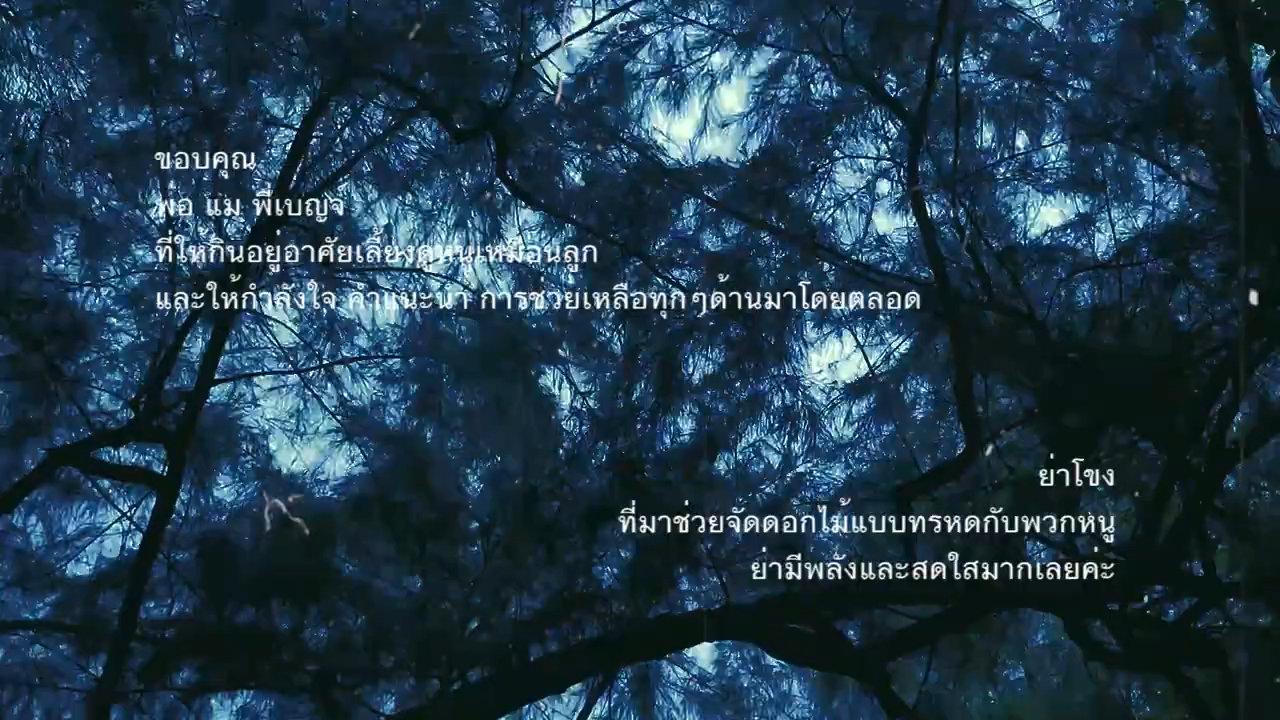 ขอบคุณ
พ่อ แม่ พี่เบญจ์
ที่ให้กินอยู่อาศัยเลี้ยงดูหนูเหมือนลูก
และให้กำลังใจ คำแนะนำ การช่วยเหลือทุกๆด้านมาโดยตลอด
ย่าโขง
ที่มาช่วยจัดดอกไม้แบบทรหดกับพวกหนู
ย่ามีพลังและสดใสมากเลยค่ะ